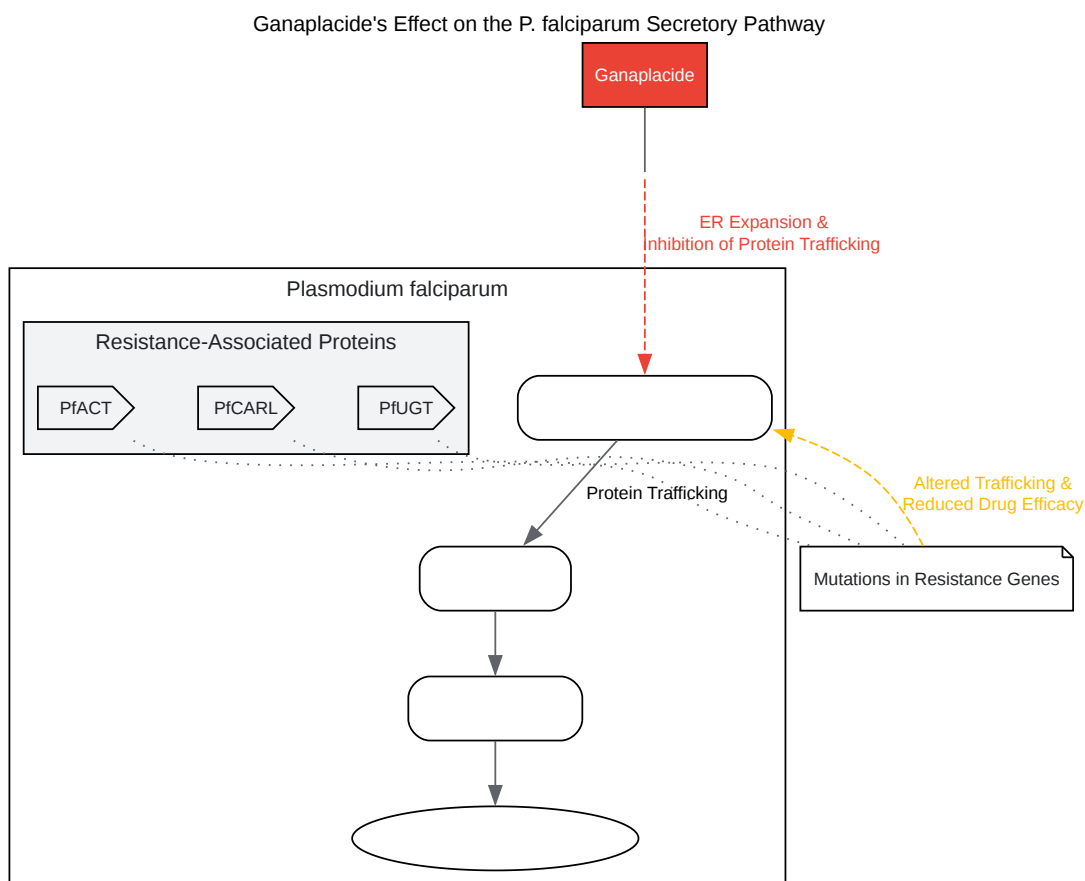 Ganaplacide's Effect on the P. falciparum Secretory Pathway
Ganaplacide
ER Expansion &
Inhibition of Protein Trafficking
Plasmodium falciparum
Resistance-Associated Proteins
PfACT
PfCARL
PfUGT
Altered Trafficking &
Reduced Drug Efficacy
Protein Trafficking
Mutations in Resistance Genes